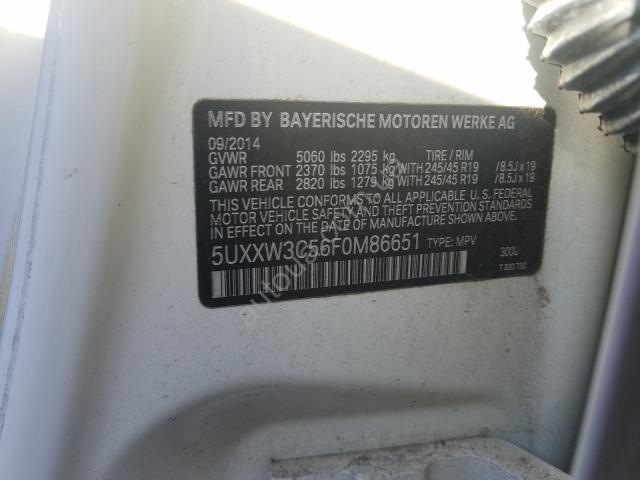 MFD BY BAYERISCHE MOTOREN WERKE AG
09/2014
GVWR 5060 lbs 2295 kg TIRE / RIM
GAWR FRONT 2370 lbs 1075 kg WITH 245/45 R19 /8.5Jx19
GAWR REAR 2820 lbs 1279 kg WITH 245/45 R19 /8.5Jx19
THIS VEHICLE CONFORMS TO ALL APPLICABLE U. S. FEDERAL
MOTOR VEHICLE SAFETY, BUMPER, AND THEFT PREVENTION
STANDARDS IN EFFECT ON THE DATE OF MANUFACTURE SHOWN ABOVE.
5UXXW3C56F0M86651 TYPE: MPV 300U
T 320 730